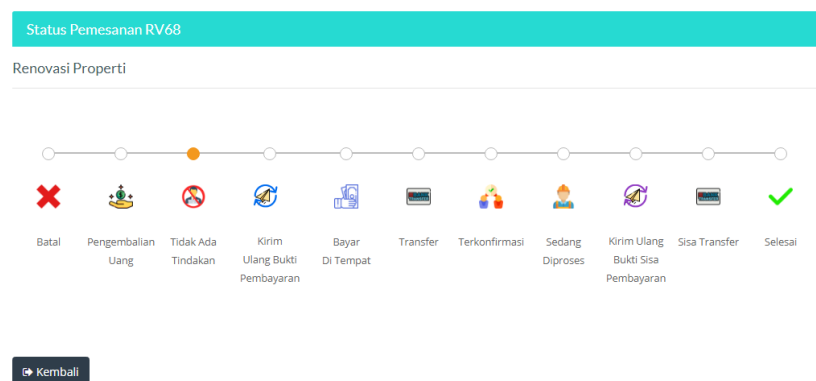 Status Pemesanan RV68
Renovasi Properti
Batal
Pengembalian
Uang
Tidak Ada
Tindakan
Kirim
Ulang Bukti
Pembayaran
Bayar
Di Tempat
Transfer
Terkonfirmasi
Sedang
Diproses
Kirim Ulang
Bukti Sisa
Pembayaran
Sisa Transfer
Selesai
Kembali